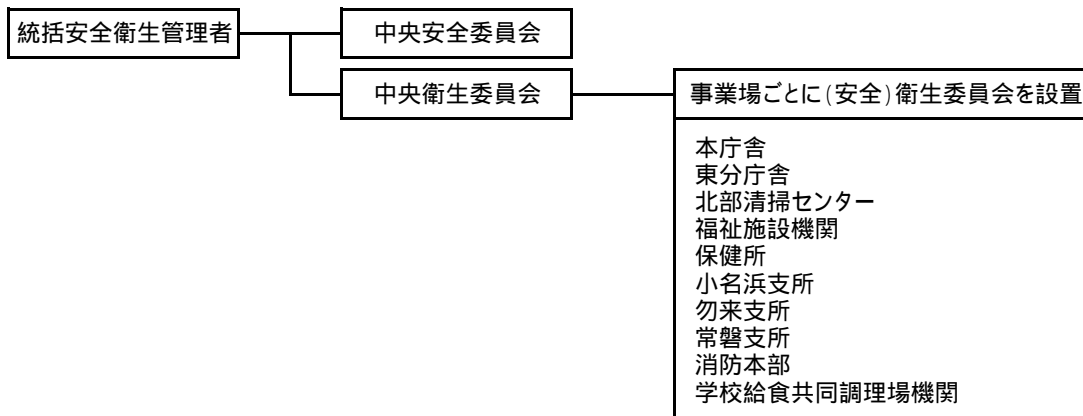 統括安全衛生管理者
中央安全委員会
中央衛生委員会
事業場ごとに(安全)衛生委員会を設置
本庁舎
東分庁舎
北部清掃センター
福祉施設機関
保健所
小名浜支所
勿来支所
常磐支所
消防本部
学校給食共同調理場機関